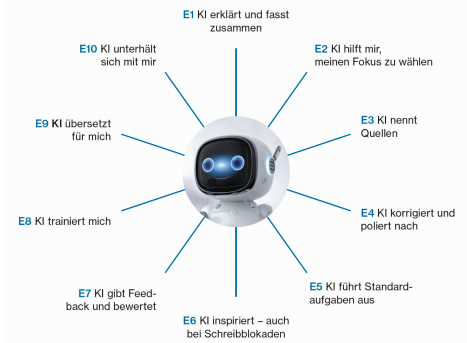 E1 KI erklärt und fasst
zusammen
E2 KI hilft mir,
meinen Fokus zu wählen
E3 KI nennt
Quellen
E4 KI korrigiert und
poliert nach
E5 KI führt Standard-
aufgaben aus
E6 KI inspiriert – auch
bei Schreibblokaden
E7 KI gibt Feed-
back und bewertet
E8 KI trainiert mich
E9 KI übersetzt
für mich
E10 KI unterhält
sich mit mir